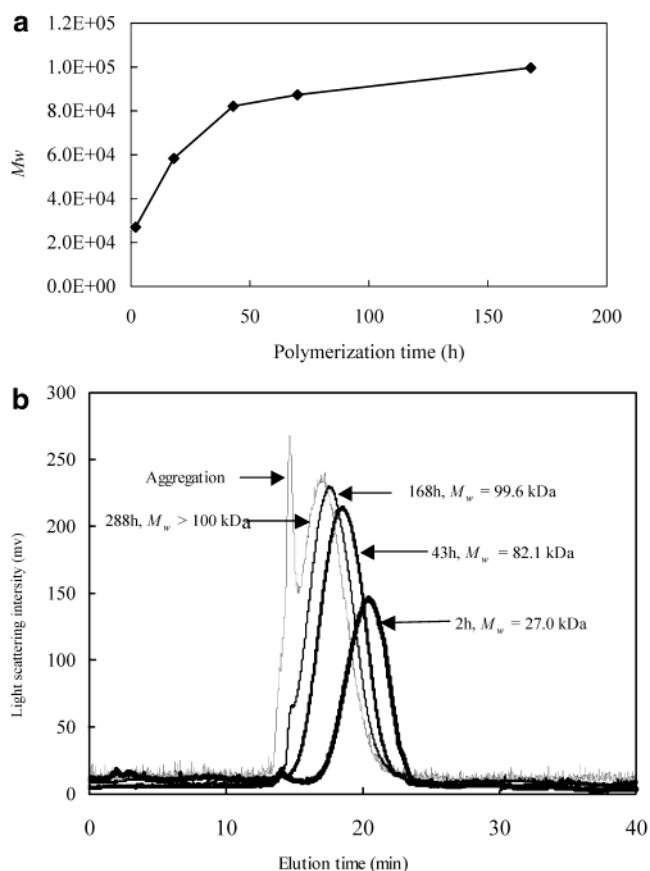 a
1.2E+05
1.0E+05
8.0E+04
6.0E+04
4.0E+04
2.0E+04
0.0E+00
Mw
0 50 100 150 200
Polymerization time (h)
b
300
250
200
150
100
50
0
Light scattering intersity (mv)
Aggregation
288h, Mw > 100 kDa
168h, Mw = 99.6 kDa
43h, Mw = 82.1 kDa
2h, Mw = 27.0 kDa
0 10 20 30 40
Elution time (min)